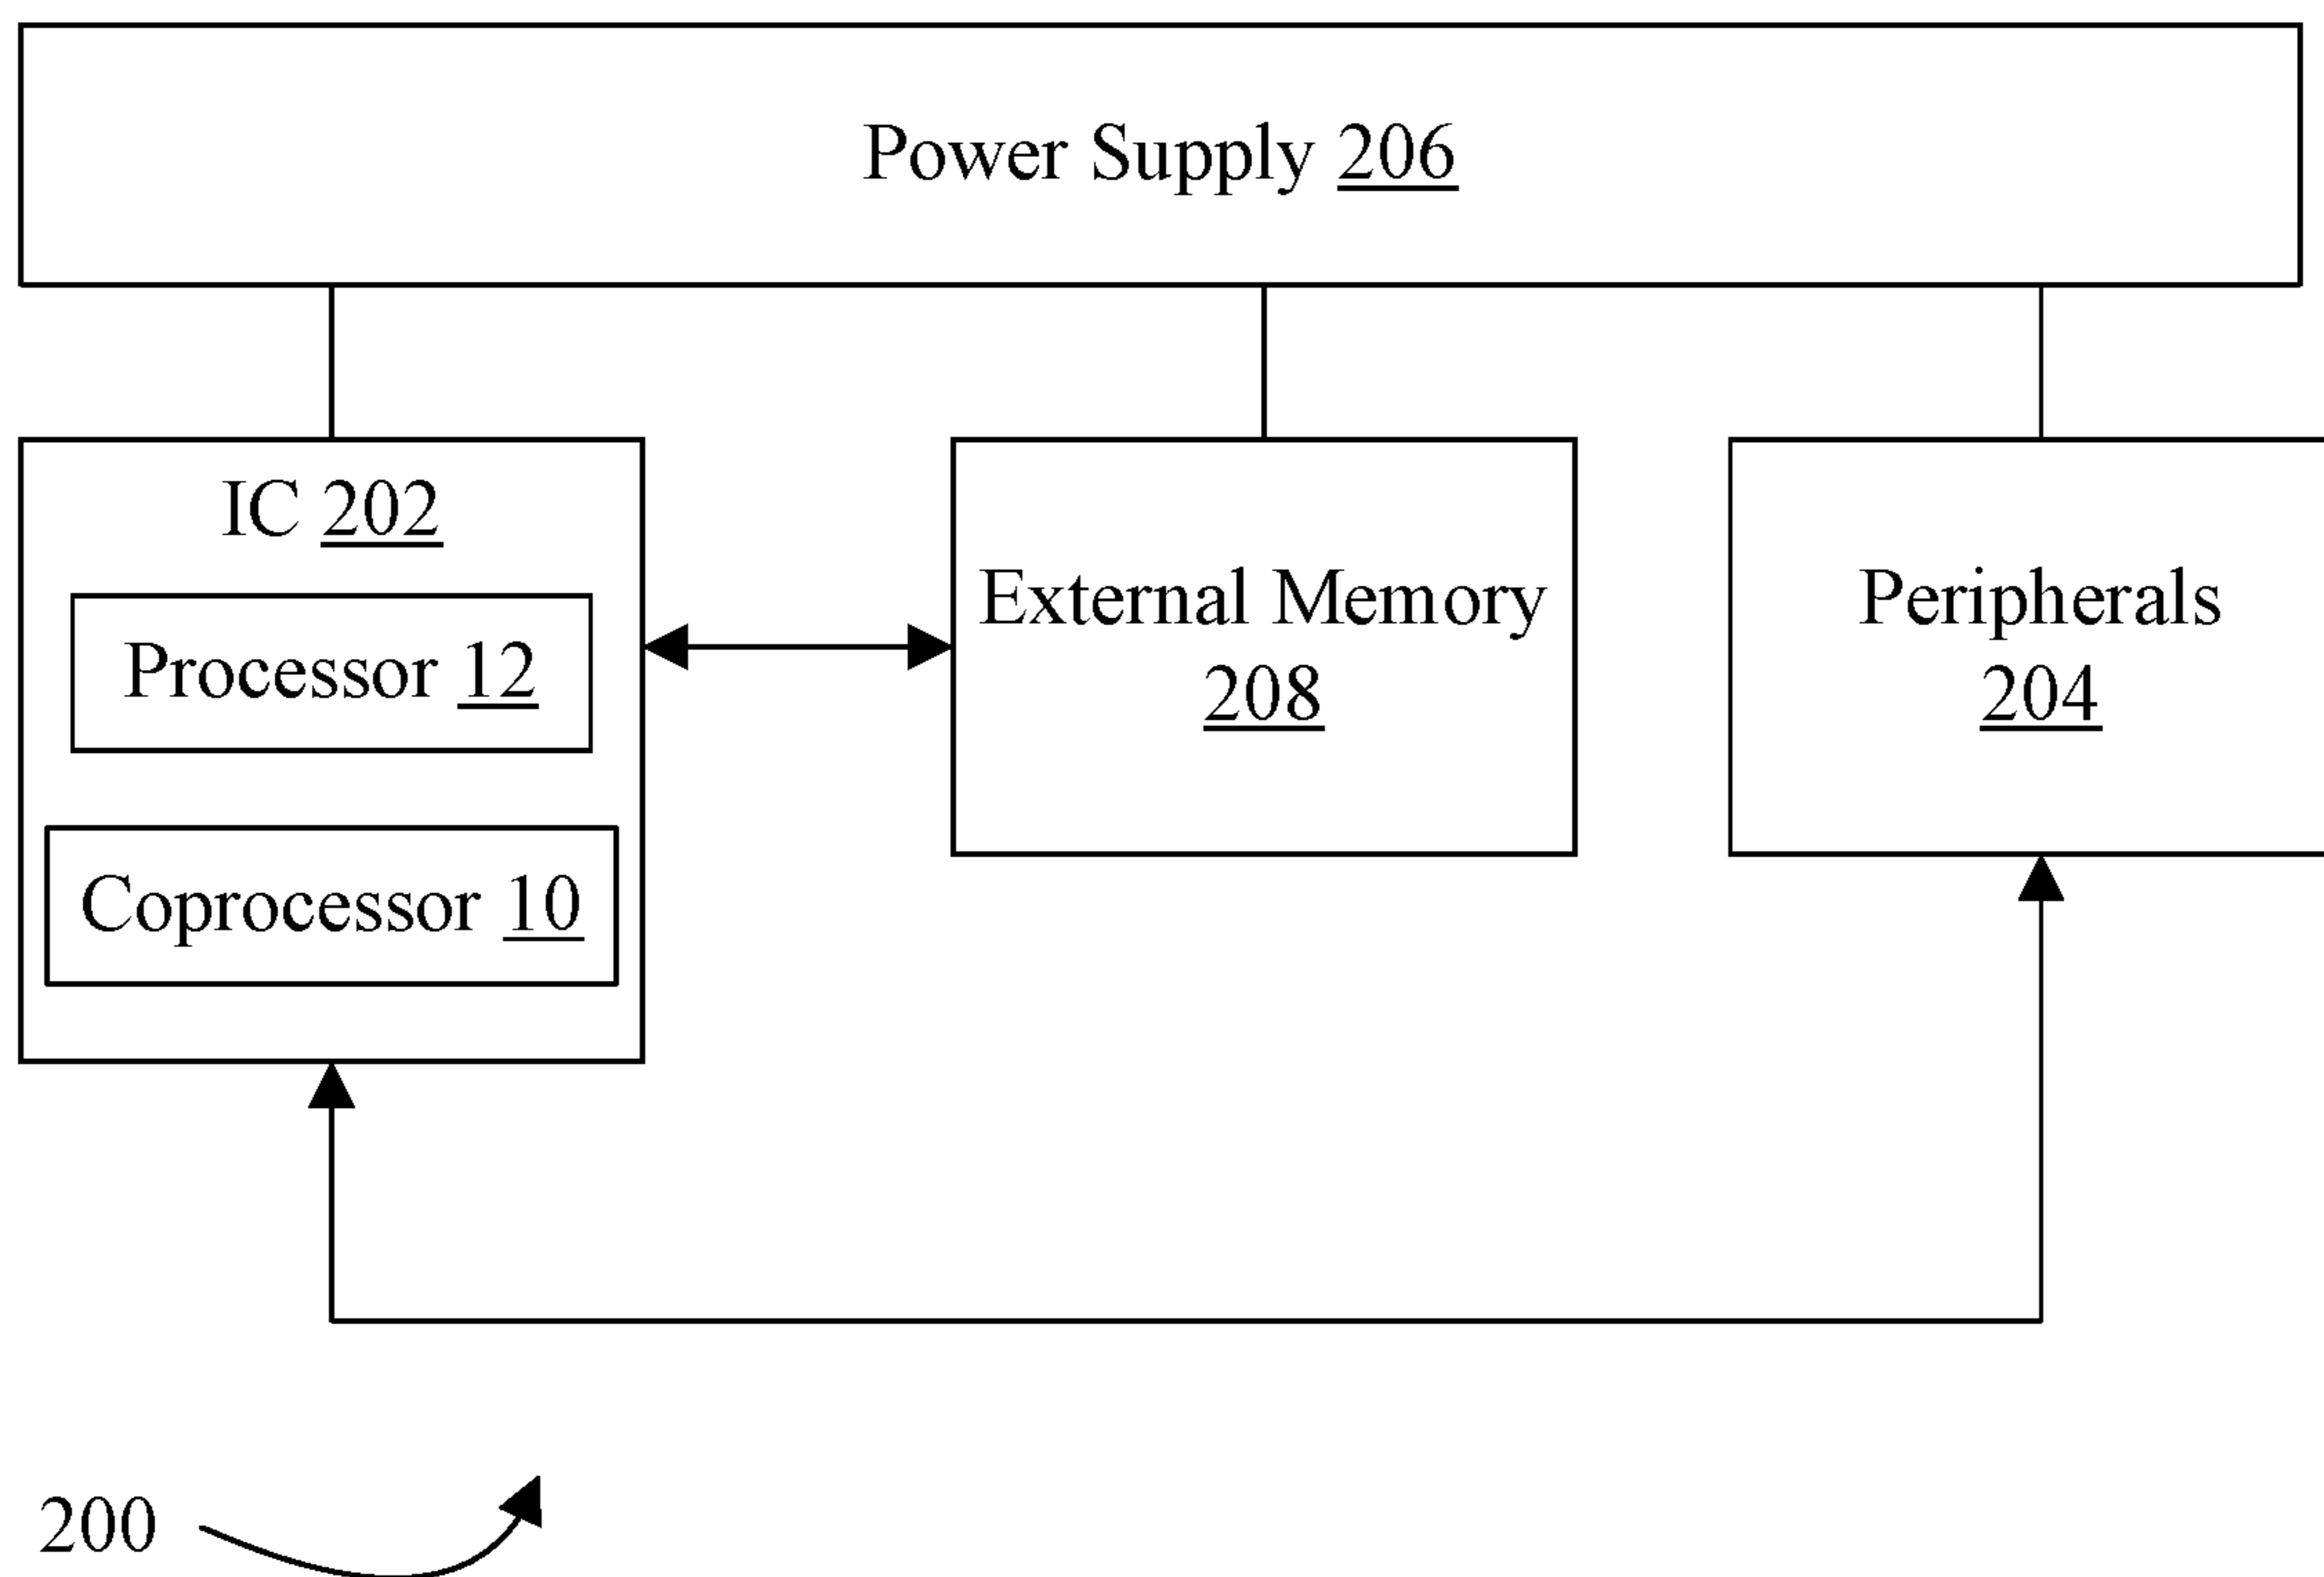 Power Supply 206
IC 202
Processor 12
Coprocessor 10
External Memory
208
Peripherals
204
200